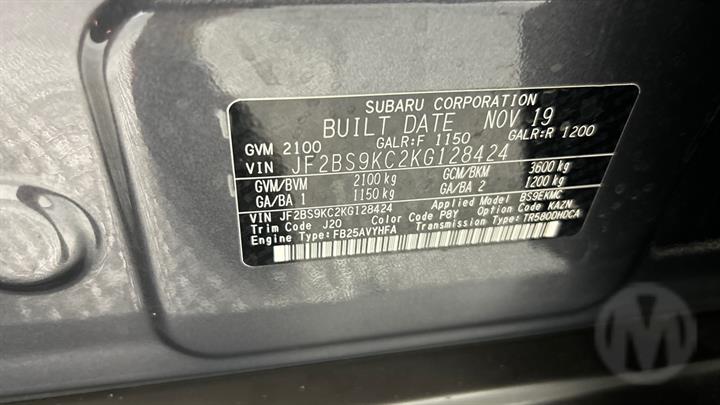 SUBARU CORPORATION
BUILT DATE NOV 19
GVM 2100 GALR:F 1150 GALR:R 1200
VIN JF2BS9KC2KG128424
GVM/BVM 2100 kg GCM/BKM 3600 kg
GA/BA 1 1150 kg GA/BA 2 1200 kg
VIN JF2BS9KC2KG128424 Applied Model BS9EKMC
Trim Code J20 Color Code P8Y Option Code KAZN
Engine Type: FB25AVYHFA Transmission Type: TR580DHDCA
M